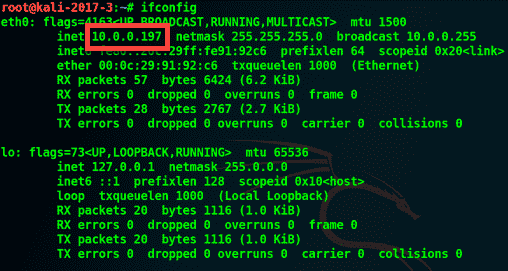 root@kali-2017-3:~# ifconfig
eth0: flags=4163<UP,BROADCAST,RUNNING,MULTICAST> mtu 1500
inet 10.0.0.197 netmask 255.255.255.0 broadcast 10.0.0.255
inet6 fe80::20c:29ff:fe91:92c6 prefixlen 64 scopeid 0x20<link>
ether 00:0c:29:91:92:c6 txqueuelen 1000 (Ethernet)
RX packets 57 bytes 6424 (6.2 KiB)
RX errors 0 dropped 0 overruns 0 frame 0
TX packets 28 bytes 2767 (2.7 KiB)
TX errors 0 dropped 0 overruns 0 carrier 0 collisions 0
lo: flags=73<UP,LOOPBACK,RUNNING> mtu 65536
inet 127.0.0.1 netmask 255.0.0.0
inet6 ::1 prefixlen 128 scopeid 0x10<host>
loop txqueuelen 1000 (Local Loopback)
RX packets 20 bytes 1116 (1.0 KiB)
RX errors 0 dropped 0 overruns 0 frame 0
TX packets 20 bytes 1116 (1.0 KiB)
TX errors 0 dropped 0 overruns 0 carrier 0 collisions 0